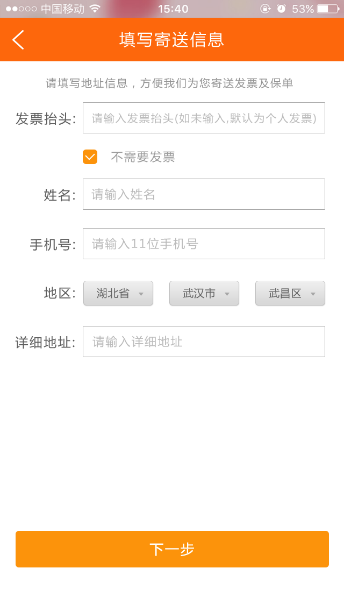 中国移动 15:40 53%
填写寄送信息
请填写地址信息，方便我们为您寄送发票及保单
发票抬头: 请输入发票抬头(如未输入,默认为个人发票)
不需要发票
姓名: 请输入姓名
手机号: 请输入11位手机号
地区: 湖北省 武汉市 武昌区
详细地址: 请输入详细地址
下一步